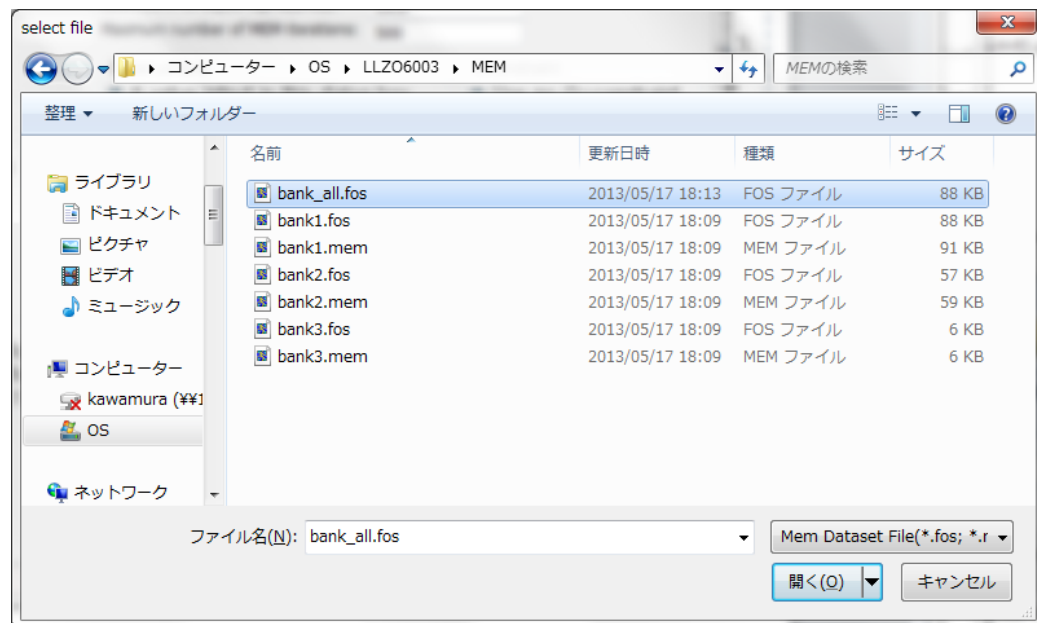 select file
コンピューター ▸ OS ▸ LLZO6003 ▸ MEM
MEMの検索
整理 新しいフォルダー
名前 更新日時 種類 サイズ
ライブラリ
ドキュメント
ピクチャ
ビデオ
ミュージック
コンピューター
kawamura (¥¥1
OS
ネットワーク
bank_all.fos 2013/05/17 18:13 FOS ファイル 88 KB
bank1.fos 2013/05/17 18:09 FOS ファイル 88 KB
bank1.mem 2013/05/17 18:09 MEM ファイル 91 KB
bank2.fos 2013/05/17 18:09 FOS ファイル 57 KB
bank2.mem 2013/05/17 18:09 MEM ファイル 59 KB
bank3.fos 2013/05/17 18:09 FOS ファイル 6 KB
bank3.mem 2013/05/17 18:09 MEM ファイル 6 KB
ファイル名(N): bank_all.fos
Mem Dataset File(*.fos; *.r
開く(O) キャンセル